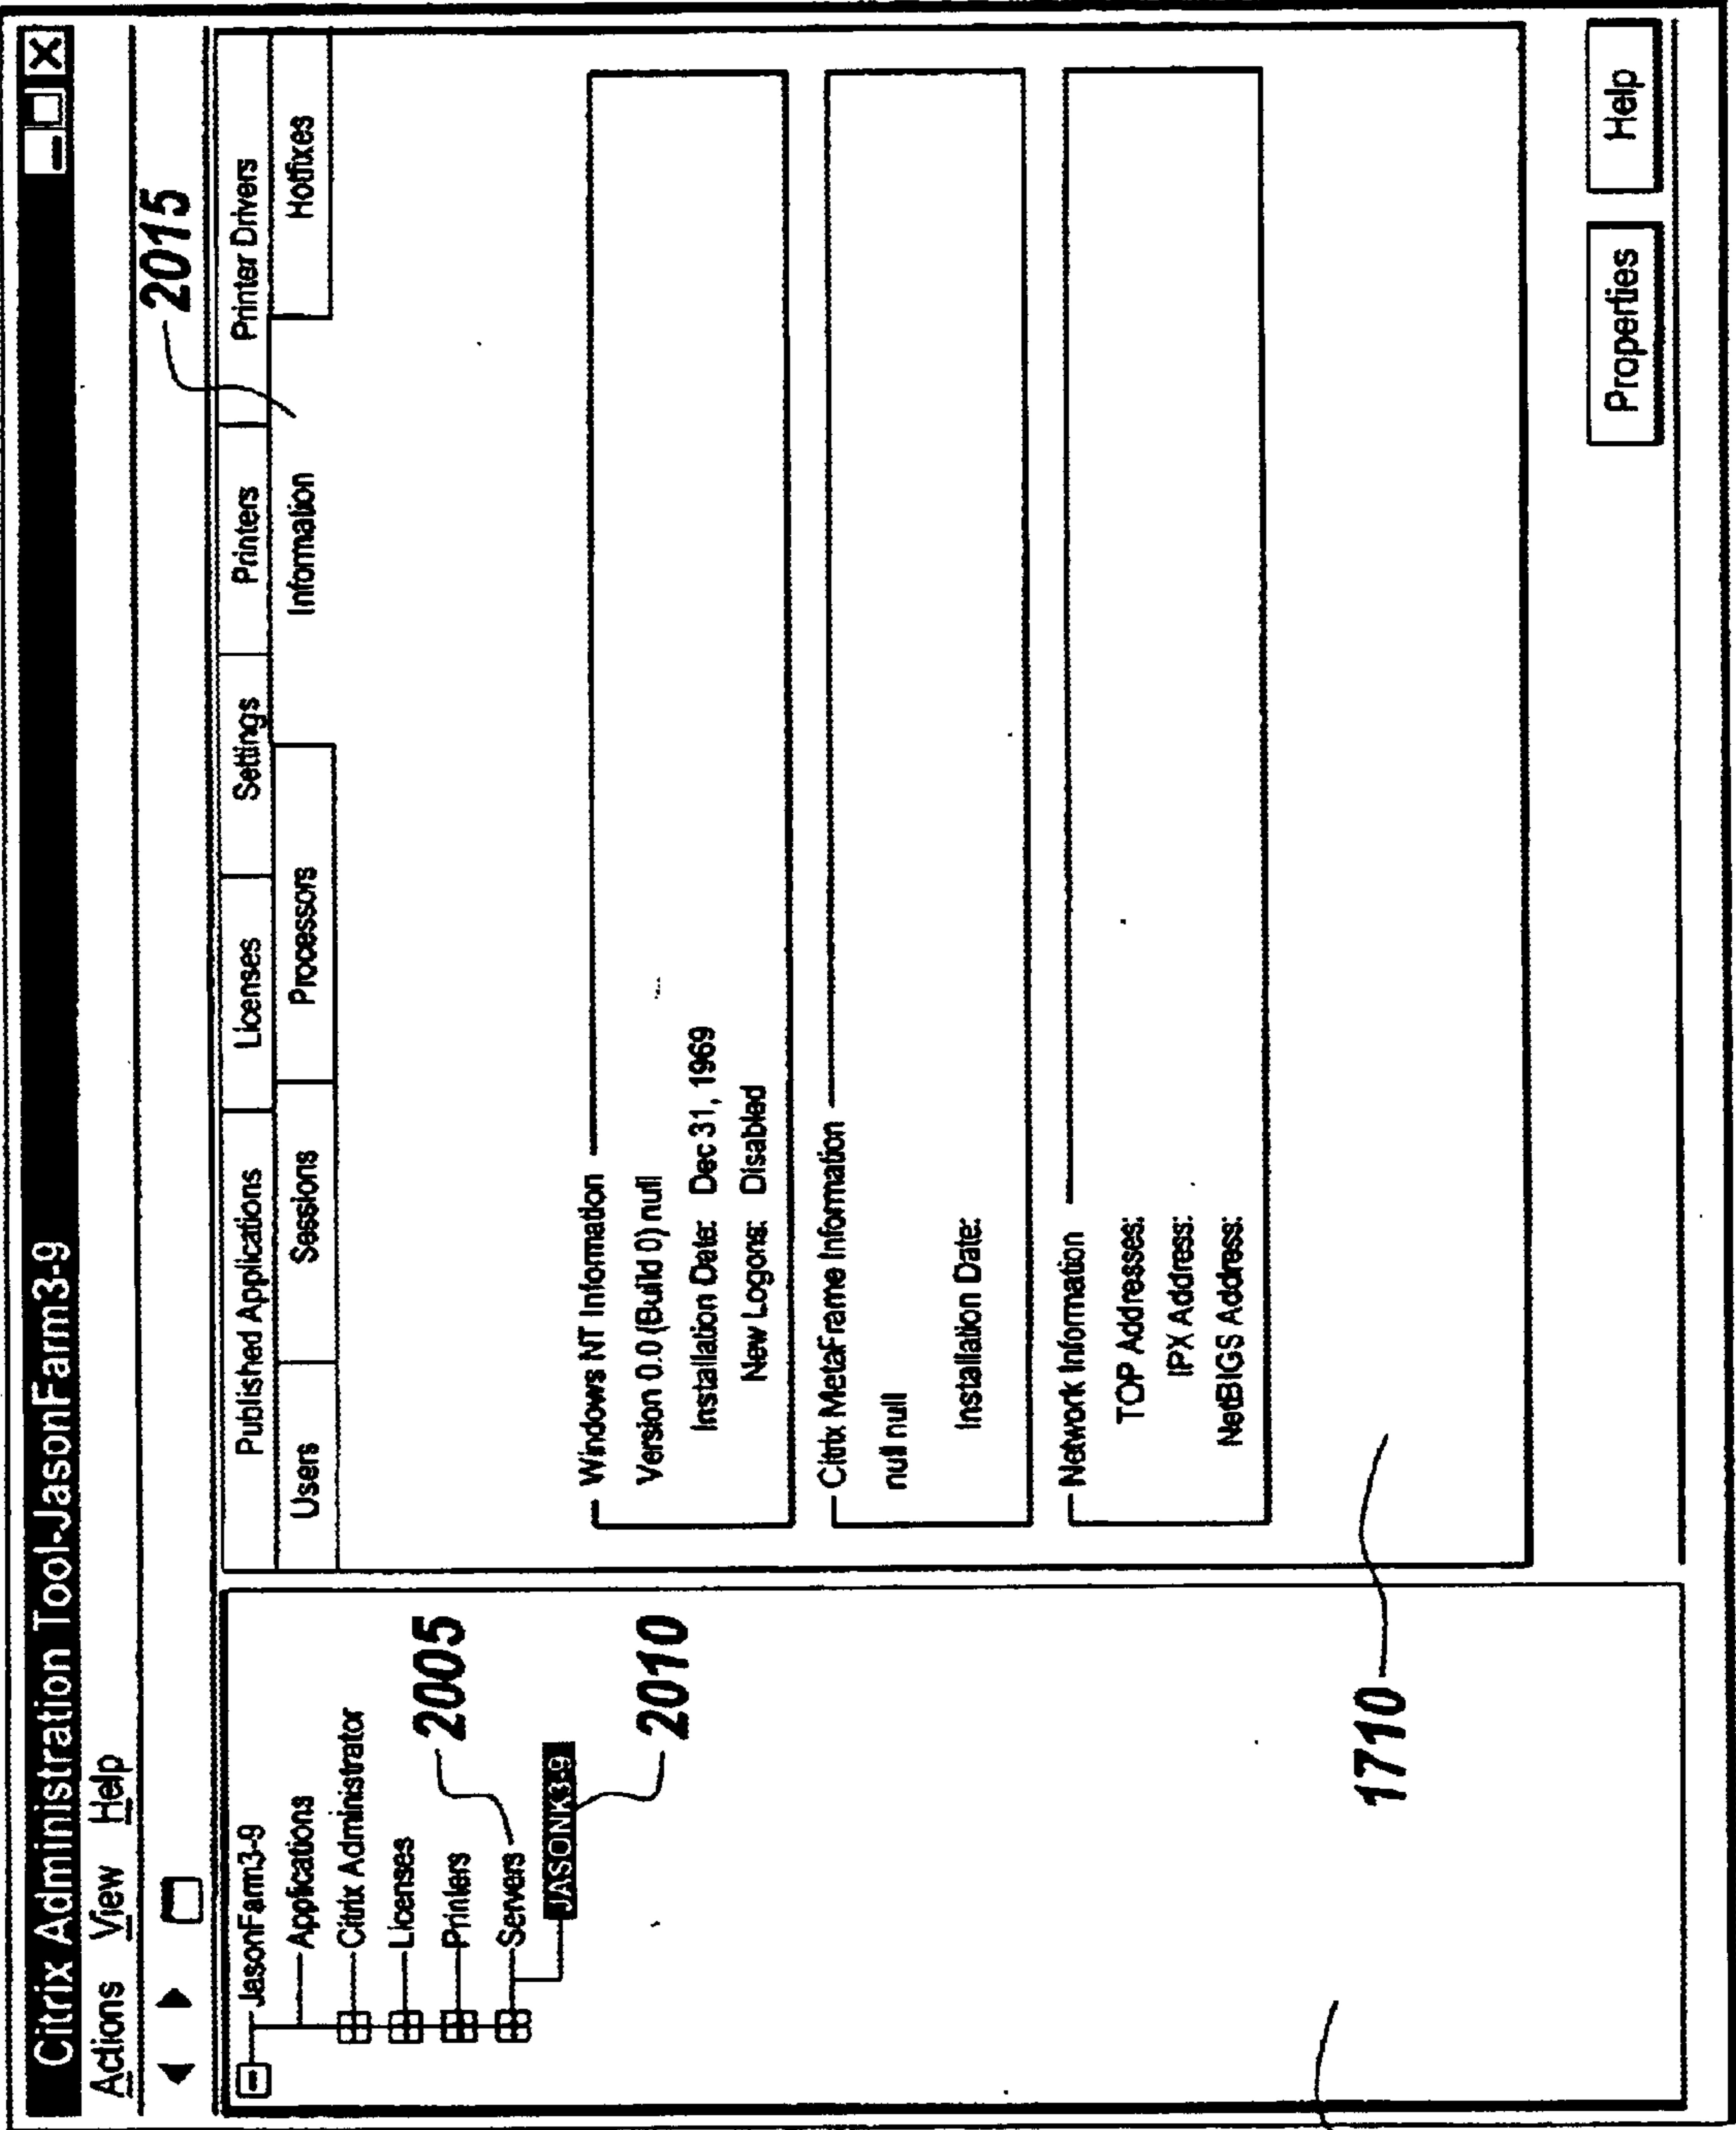 Citrix Administration Tool-JasonFarm3-9
Actions View Help
2015
JasonFarm3-9
Applications
Citrix Administrator
Licenses
Printers
Servers
JASONK3-9
2005
2010
Published Applications Licenses Settings Printers Printer Drivers
Users Sessions Processors Information Hotfixes
Windows NT Information
Version 0.0 (Build 0) null
Installation Date: Dec 31, 1969
New Logons: Disabled
Citrix MetaFrame Information
null null
Installation Date:
Network Information
TOP Addresses:
IPX Address:
NetBIGS Address:
1710
Properties Help